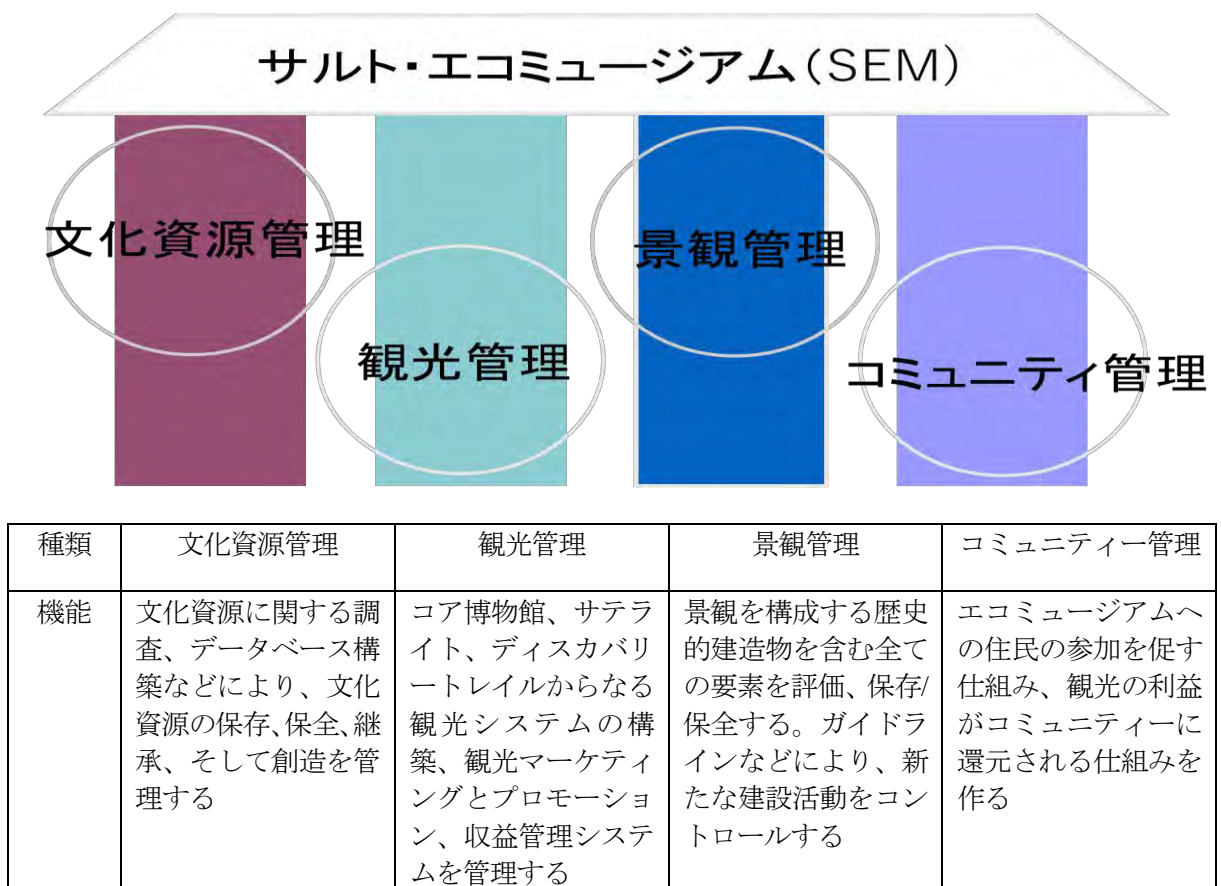 サルト・エコミュージアム(SEM)
文化資源管理
景観管理
観光管理
コミュニティ管理
種類
文化資源管理
観光管理
景観管理
コミュニティー管理
機能
文化資源に関する調
査、データベース構
築などにより、文化
資源の保存、保全、継
承、そして創造を管
理する
コア博物館、サテラ
イト、ディスカバリ
ートレイルからなる
観光システムの構
築、観光マーケティ
ングとプロモーショ
ン、収益管理システ
ムを管理する
景観を構成する歴史
的建造物を含む全て
の要素を評価、保存/
保全する。ガイドラ
インなどにより、新
たな建設活動をコン
トロールする
エコミュージアムへ
の住民の参加を促す
仕組み、観光の利益
がコミュニティーに
還元される仕組みを
作る